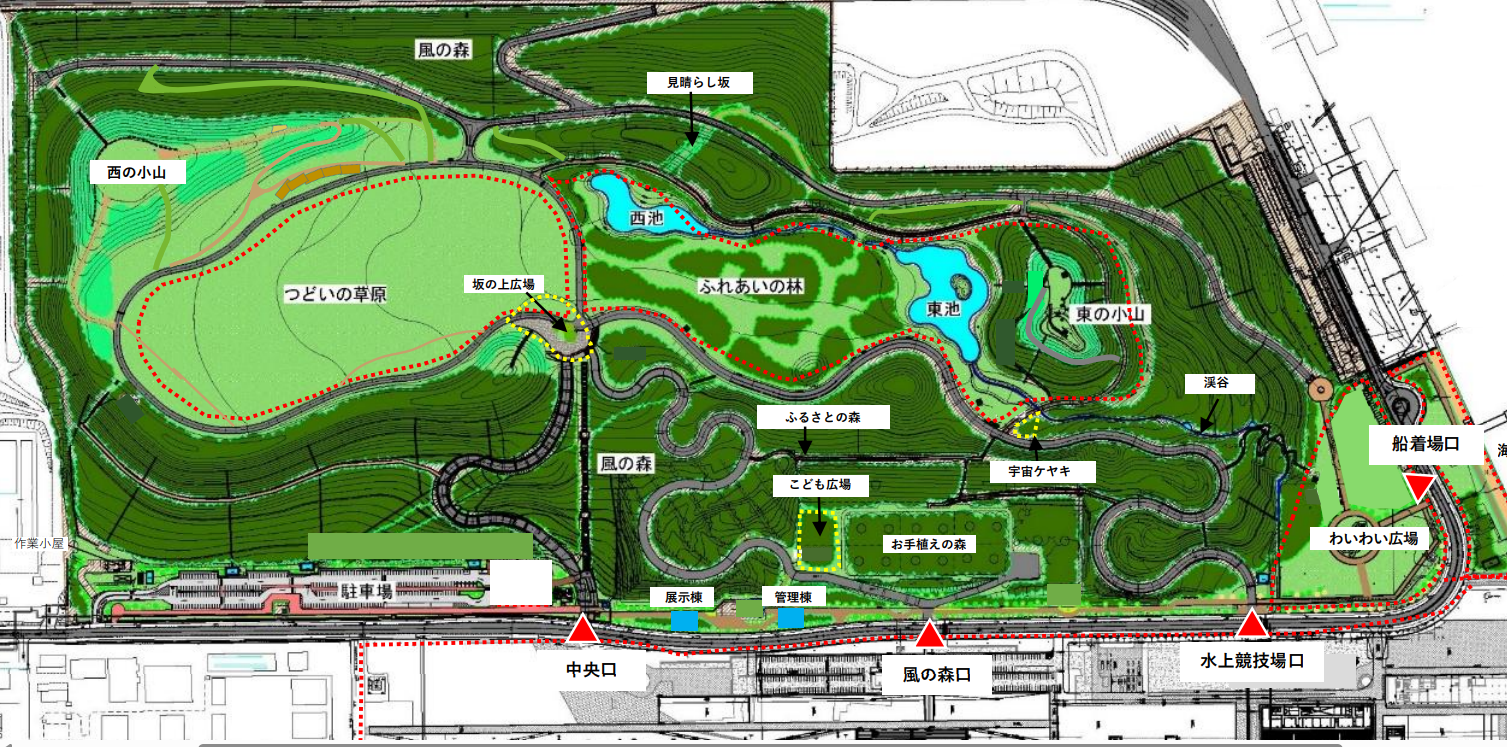 風の森
見晴らし坂
西の小山
西池
坂の上広場
つどいの草原
ふれあいの林
東池
東の小山
渓谷
ふるさとの森
船着場口
海
風の森
宇宙ケヤキ
こども広場
作業小屋
お手植えの森
わいわい広場
駐車場
展示棟
管理棟
中央口
風の森口
水上競技場口